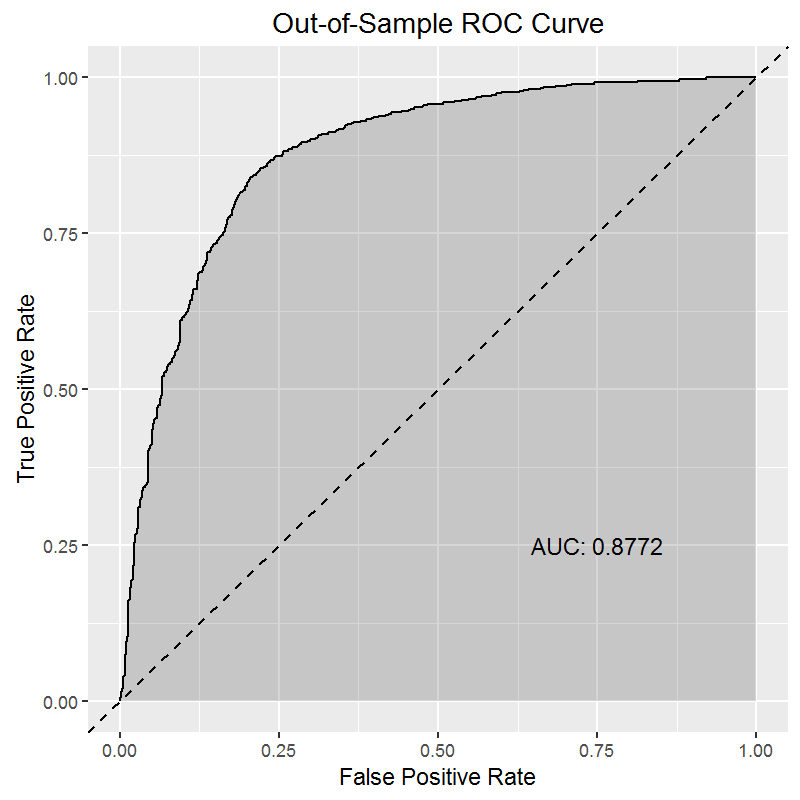 Out-of-Sample ROC Curve
1.00
0.75
0.50
0.25
0.00
True Positive Rate
AUC: 0.8772
0.00 0.25 0.50 0.75 1.00
False Positive Rate